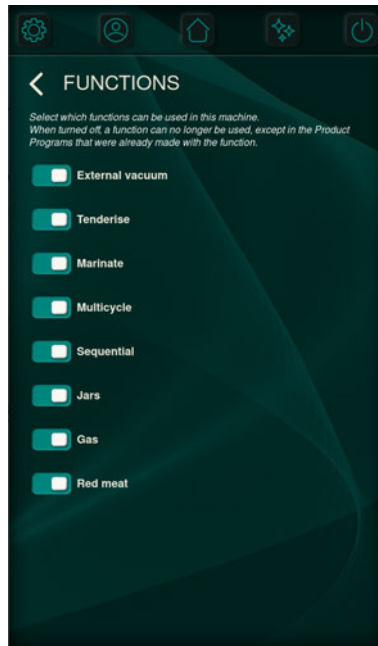 FUNCTIONS
Select which functions can be used in this machine.
When turned off, a function can no longer be used, except in the Product
Programs that were already made with the function.
External vacuum
Tenderise
Marinate
Multicycle
Sequential
Jars
Gas
Red meat